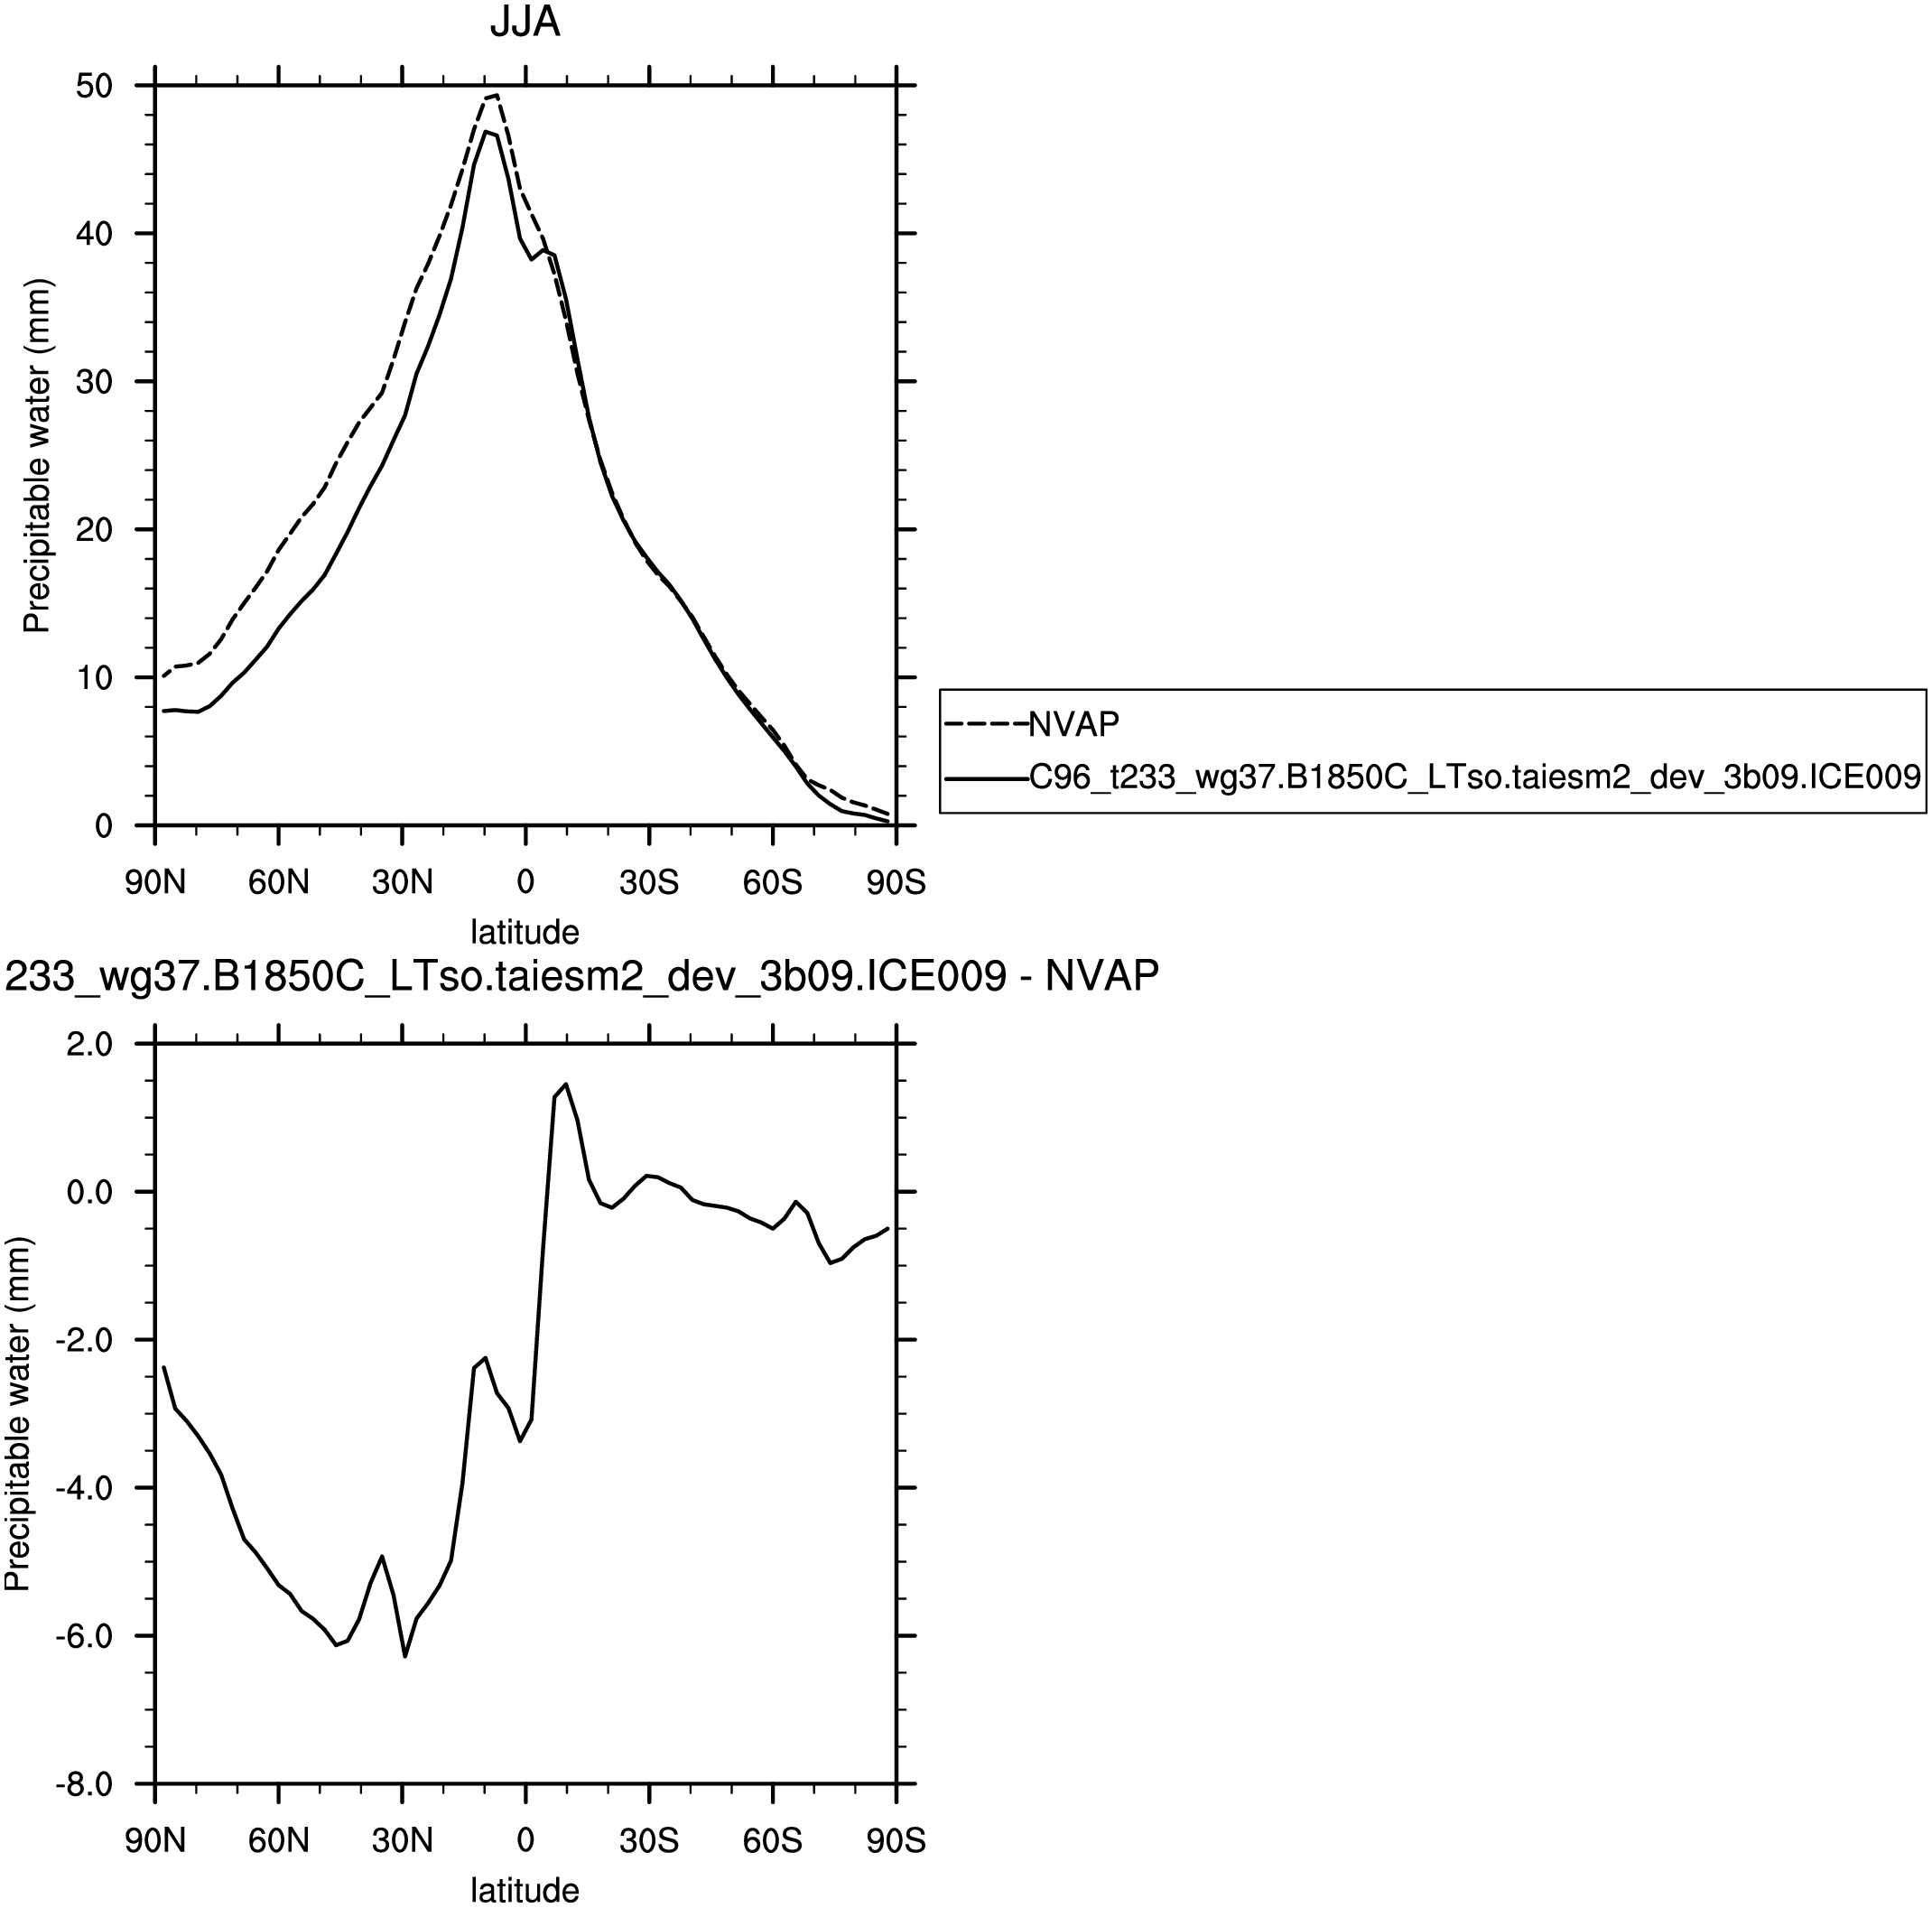 JJA
50
40
30
20
10
0
Precipitable water (mm)
90N 60N 30N 0 30S 60S 90S
latitude
NVAP
C96_t233_wg37.B1850C_LTso.taiesm2_dev_3b09.ICE009
233_wg37.B1850C_LTso.taiesm2_dev_3b09.ICE009 - NVAP
2.0
0.0
-2.0
-4.0
-6.0
-8.0
Precipitable water (mm)
90N 60N 30N 0 30S 60S 90S
latitude